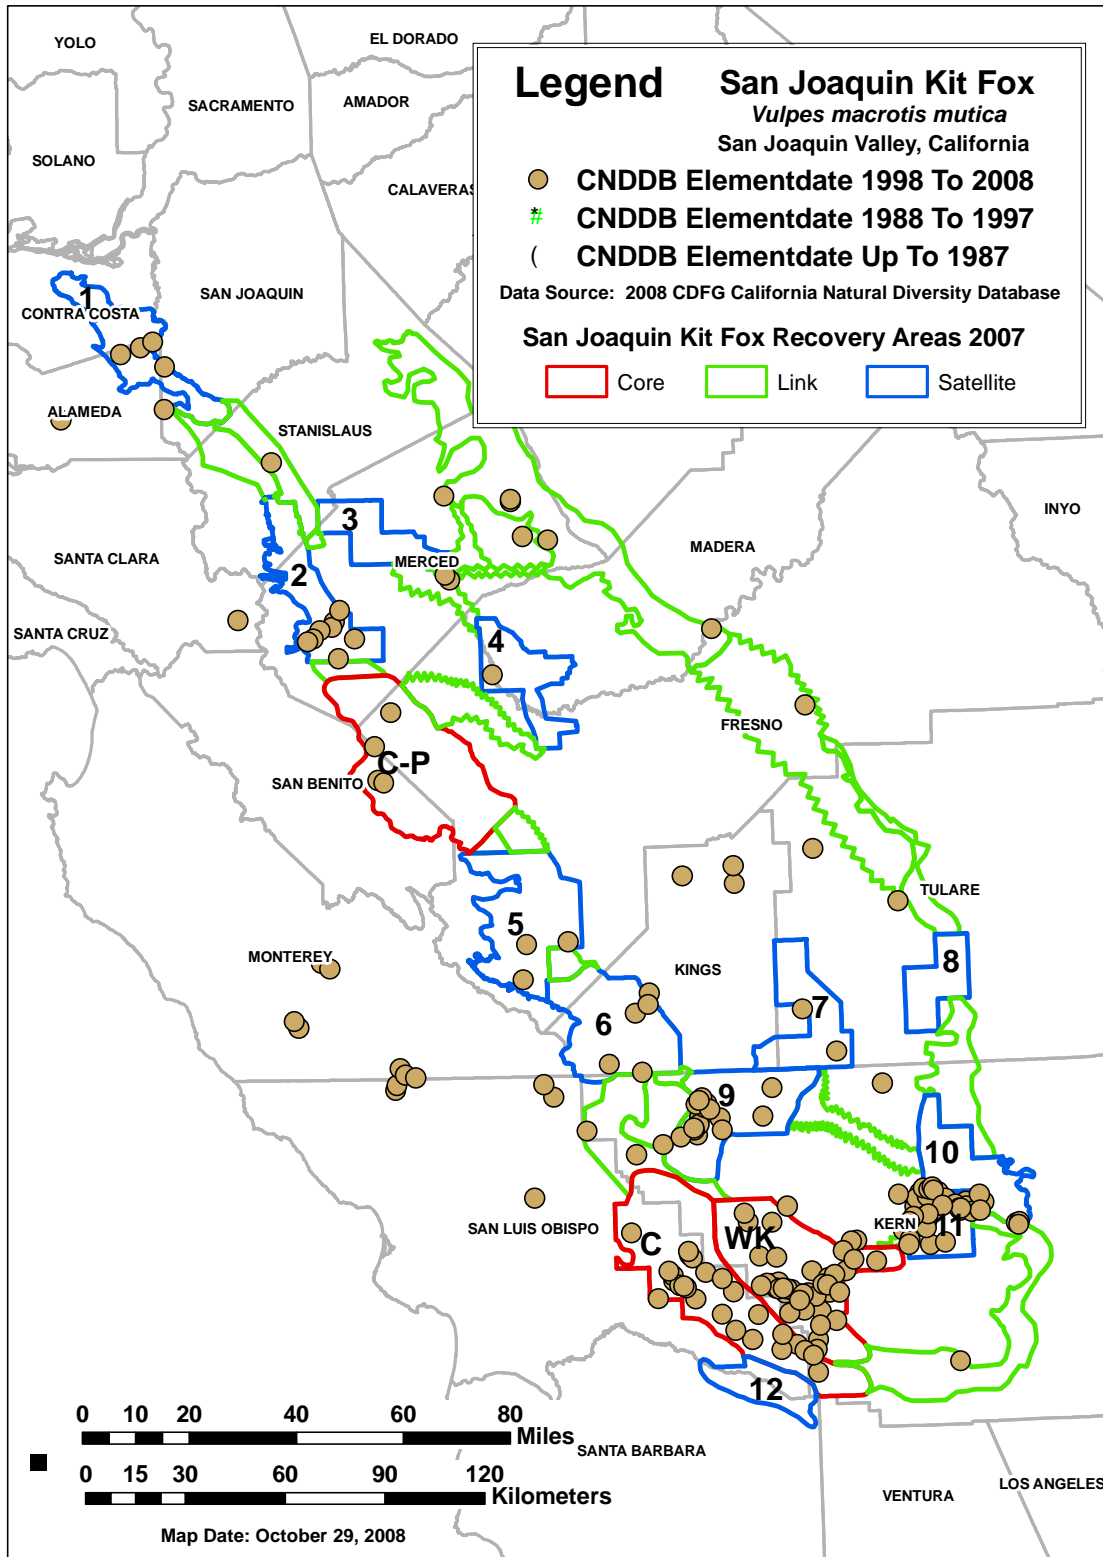 YOLO
EL DORADO
SACRAMENTO
AMADOR
SOLANO
CALAVERAS
Legend
San Joaquin Kit Fox
Vulpes macrotis mutica
San Joaquin Valley, California
CNDDB Elementdate 1998 To 2008
*# CNDDB Elementdate 1988 To 1997
( CNDDB Elementdate Up To 1987
Data Source: 2008 CDFG California Natural Diversity Database
San Joaquin Kit Fox Recovery Areas 2007
Core Link Satellite
1
SAN JOAQUIN
CONTRA COSTA
ALAMEDA
STANISLAUS
INYO
3
MADERA
SANTA CLARA
MERCED
2
SANTA CRUZ
4
FRESNO
C-P
SAN BENITO
TULARE
5
MONTEREY
8
KINGS
7
6
9
10
SAN LUIS OBISPO
KERN
11
C
WK
12
0 10 20 40 60 80
Miles
SANTA BARBARA
0 15 30 60 90 120
Kilometers
VENTURA
LOS ANGELES
Map Date: October 29, 2008